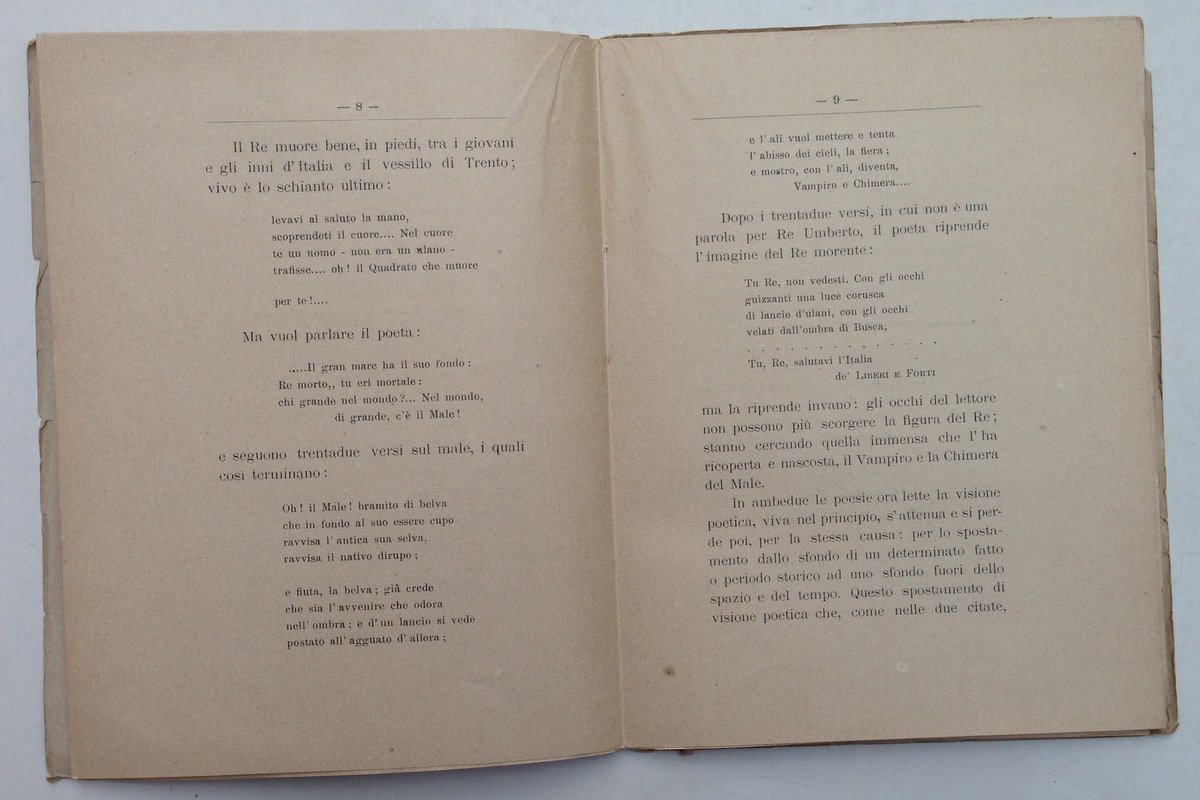 — 8 —
Il Re muore bene, in piedi, tra i giovani
e gli inni d'Italia e il vessillo di Trento;
vivo è lo schianto ultimo:
levavi al saluto la mano,
scoprendoti il cuore.... Nel cuore
te un uomo - non era un ulano -
trafisse.... oh! il Quadrato che muore
per te!....
Ma vuol parlare il poeta:
.....Il gran mare ha il suo fondo:
Re morto,, tu eri mortale:
chi grande nel mondo?... Nel mondo,
di grande, c'è il Male!
e seguono trentadue versi sul male, i quali
così terminano:
Oh! il Male! bramito di belva
che in fondo al suo essere cupo
ravvisa l'antica sua selva,
ravvisa il nativo dirupo;
e fiuta, la belva; già crede
che sia l'avvenire che odora
nell'ombra; e d'un lancio si vede
postato all'agguato d'allora;
— 9 —
e l'ali vuol mettere e tenta
l'abisso dei cieli, la fiera;
e mostro, con l'ali, diventa,
Vampiro e Chimera....
Dopo i trentadue versi, in cui non è una
parola per Re Umberto, il poeta riprende
l'imagine del Re morente:
Tu Re, non vedesti. Con gli occhi
guizzanti una luce corusca
di lancie d'ulani, con gli occhi
velati dall'ombra di Busca,
. . . . . . . . , . . . . .
Tu, Re, salutavi l'Italia
de' LIBERI E FORTI
ma la riprende invano: gli occhi del lettore
non possono più scorgere la figura del Re;
stanno cercando quella immensa che l'ha
ricoperta e nascosta, il Vampiro e la Chimera
del Male.
In ambedue le poesie ora lette la visione
poetica, viva nel principio, s'attenua e si per-
de poi, per la stessa causa: per lo sposta-
mento dallo sfondo di un determinato fatto
o periodo storico ad uno sfondo fuori dello
spazio e del tempo. Questo spostamento di
visione poetica che, come nelle due citate,